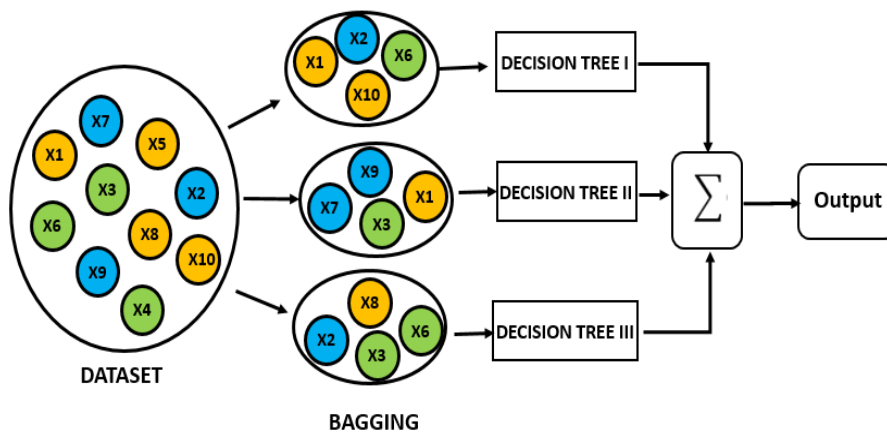 X7
X1
X5
X3
X2
X6
X8
X9
X10
X4
DATASET
X1
X2
X6
X10
X9
X7
X1
X3
X8
X2
X6
X3
BAGGING
DECISION TREE I
DECISION TREE II
DECISION TREE III
∑
Output